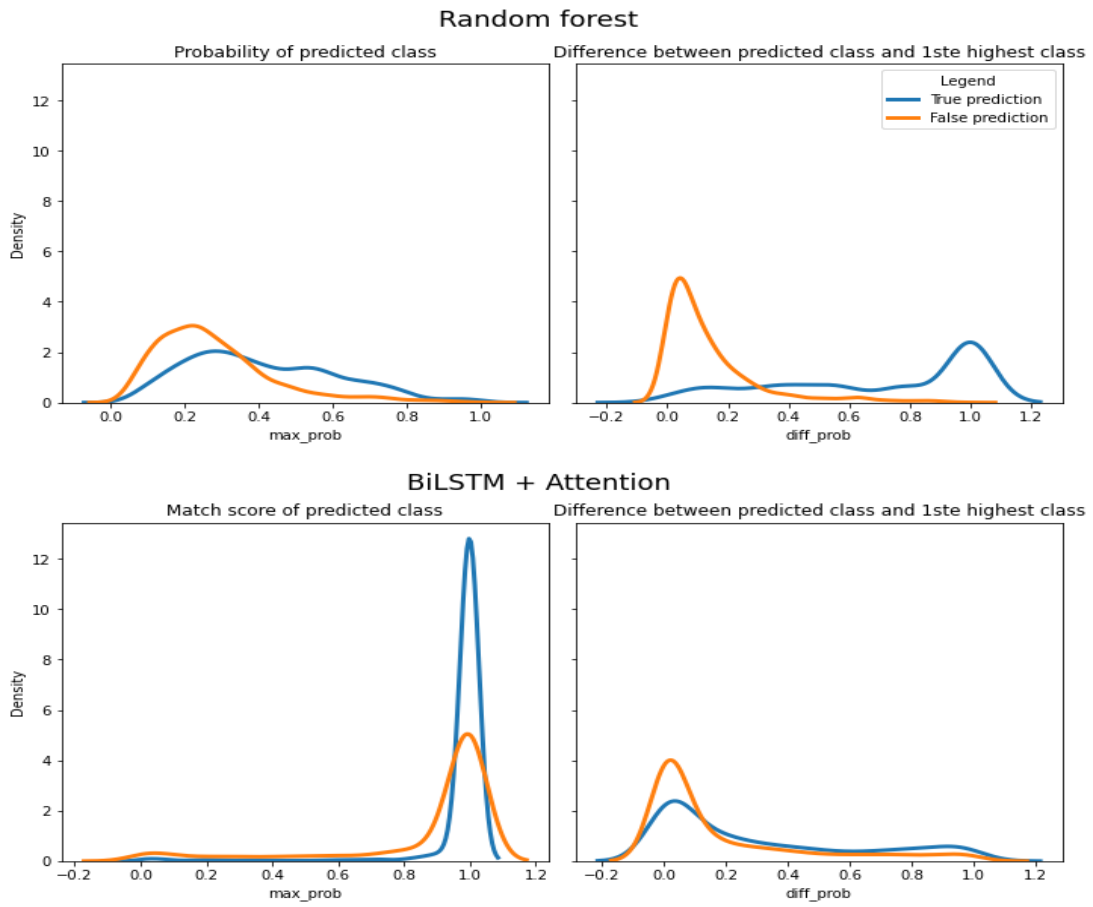 Random forest
Probability of predicted class
Difference between predicted class and 1ste highest class
Legend
True prediction
False prediction
12
10
8
6
4
2
0
Density
0.0 0.2 0.4 0.6 0.8 1.0
max_prob
−0.2 0.0 0.2 0.4 0.6 0.8 1.0 1.2
diff_prob
BiLSTM + Attention
Match score of predicted class
Difference between predicted class and 1ste highest class
12
10
8
6
4
2
0
Density
−0.2 0.0 0.2 0.4 0.6 0.8 1.0 1.2
max_prob
−0.2 0.0 0.2 0.4 0.6 0.8 1.0 1.2
diff_prob